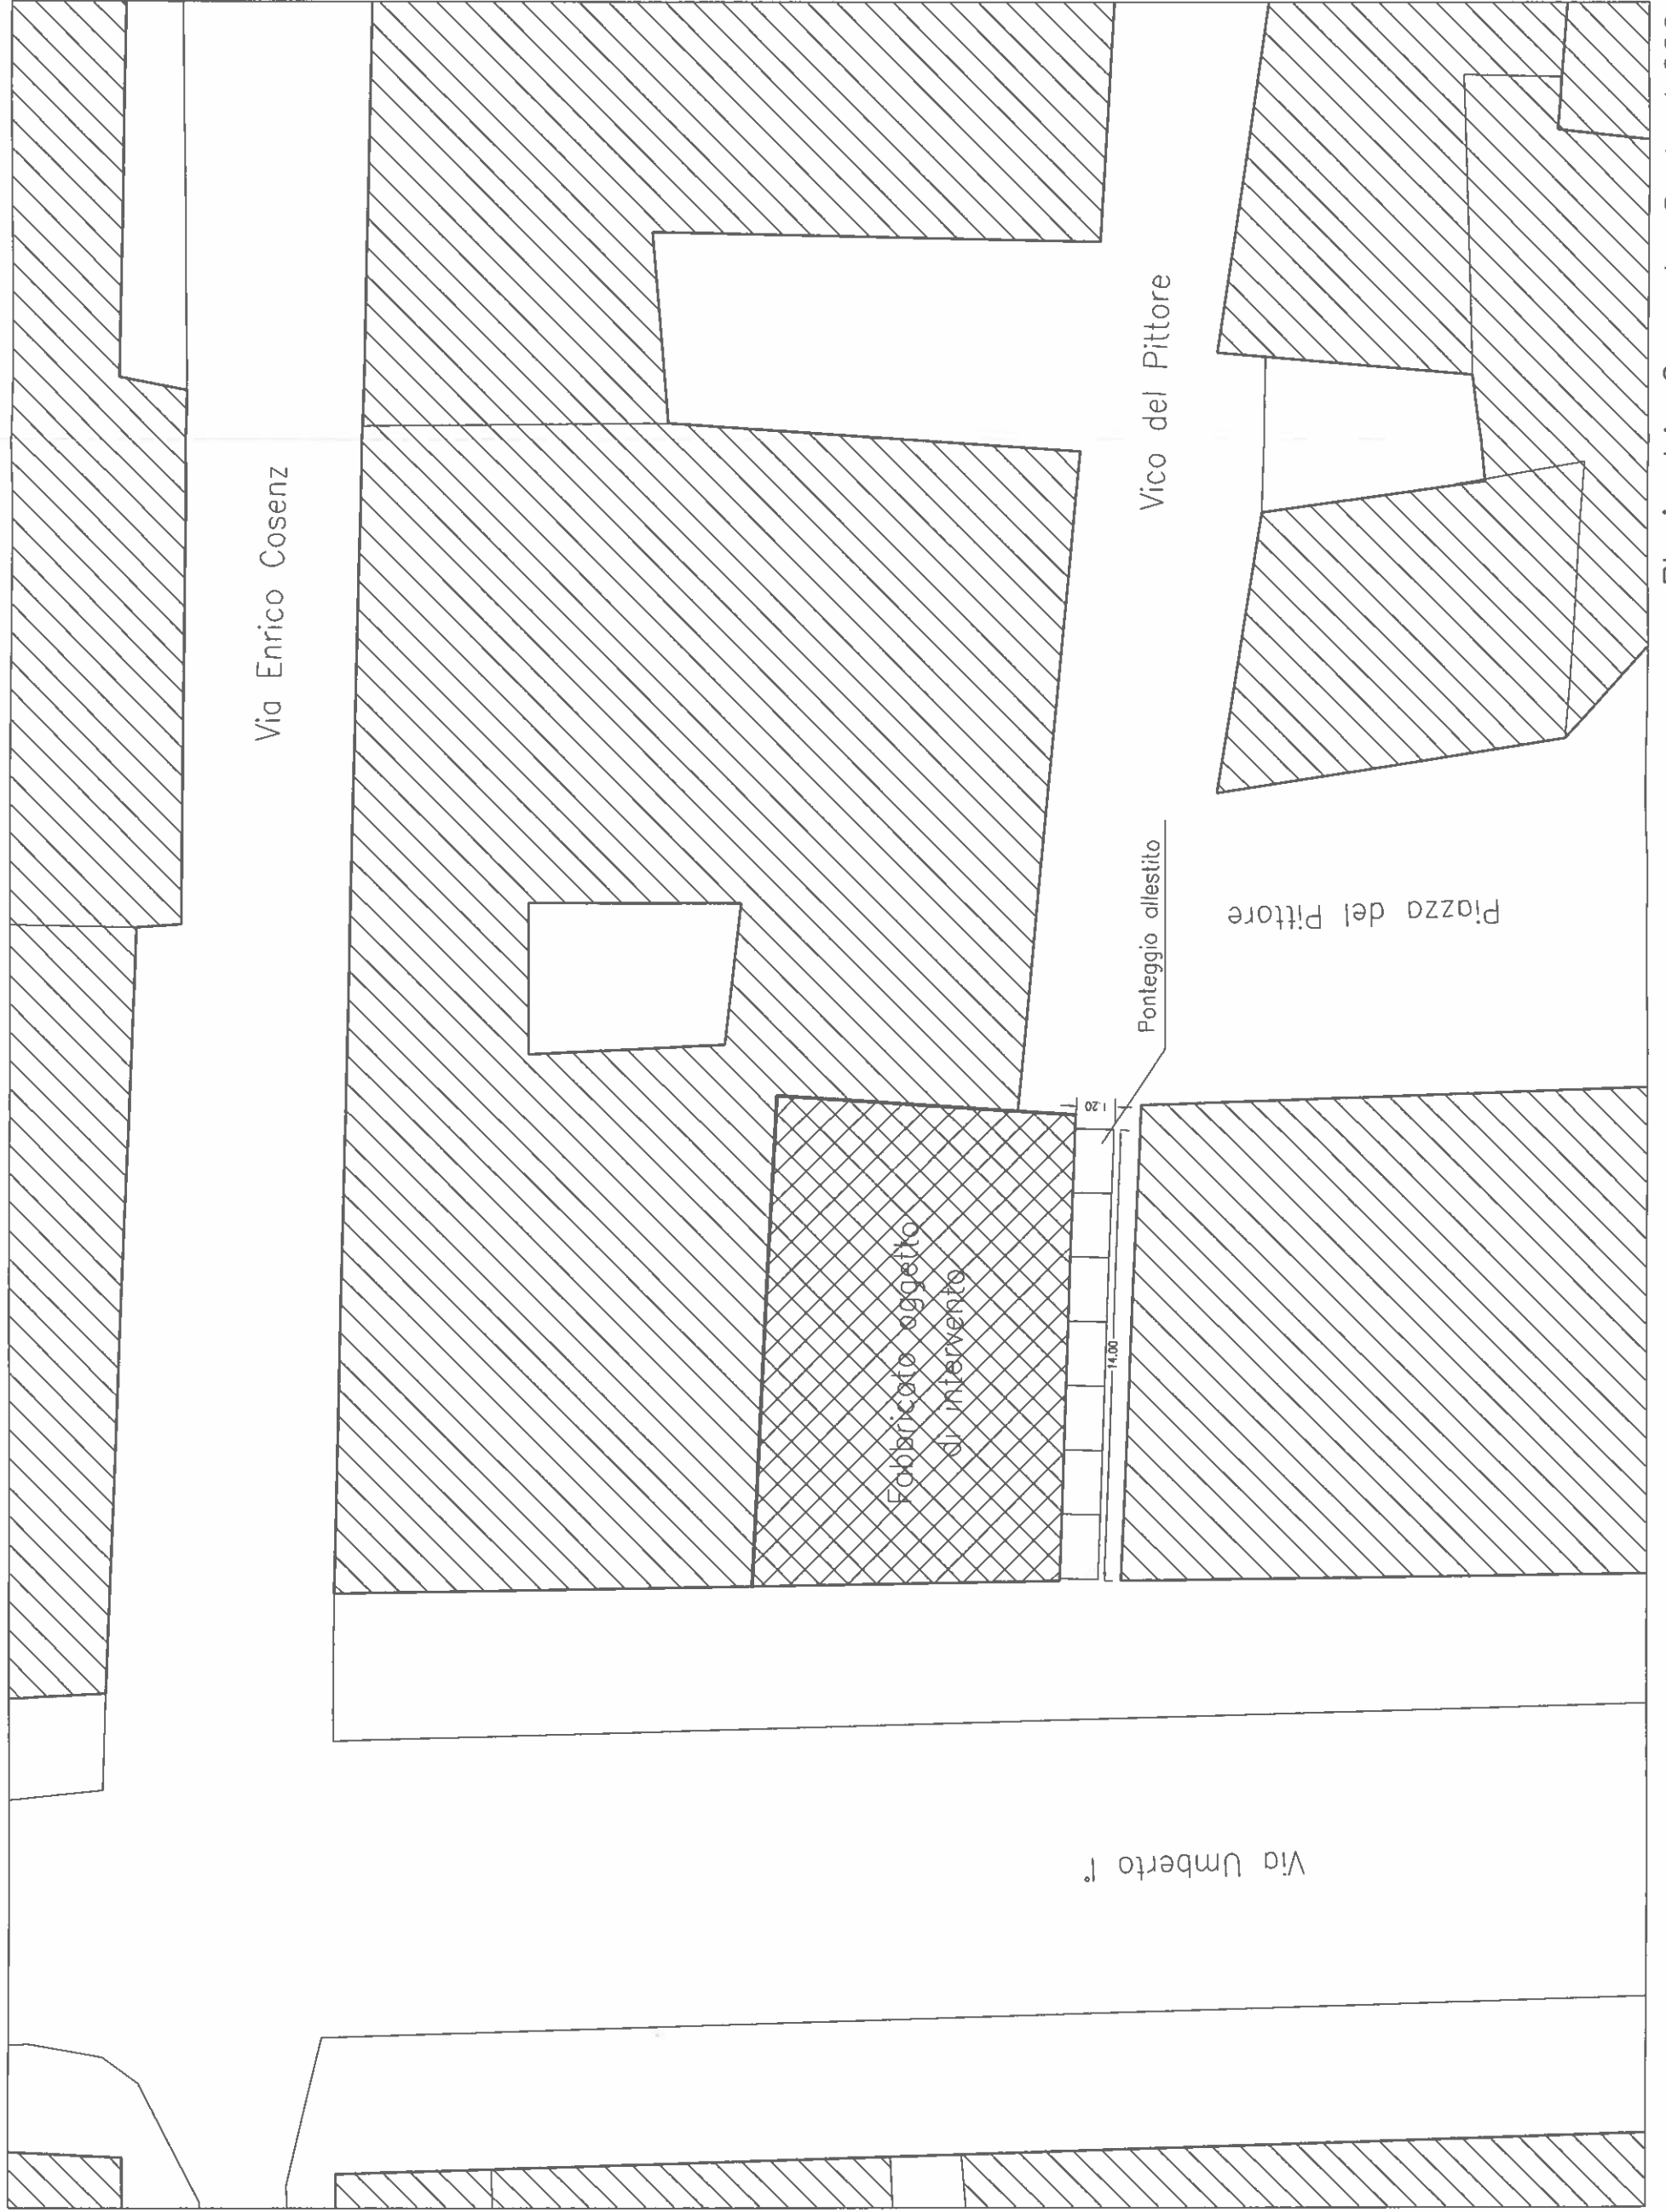 Via Enrico Cosenz
Vico del Pittore
Ponteggio allestito
Piazza del Pittore
1.20
Fabbricato oggetto
di intervento
14.00
Via Umberto I°